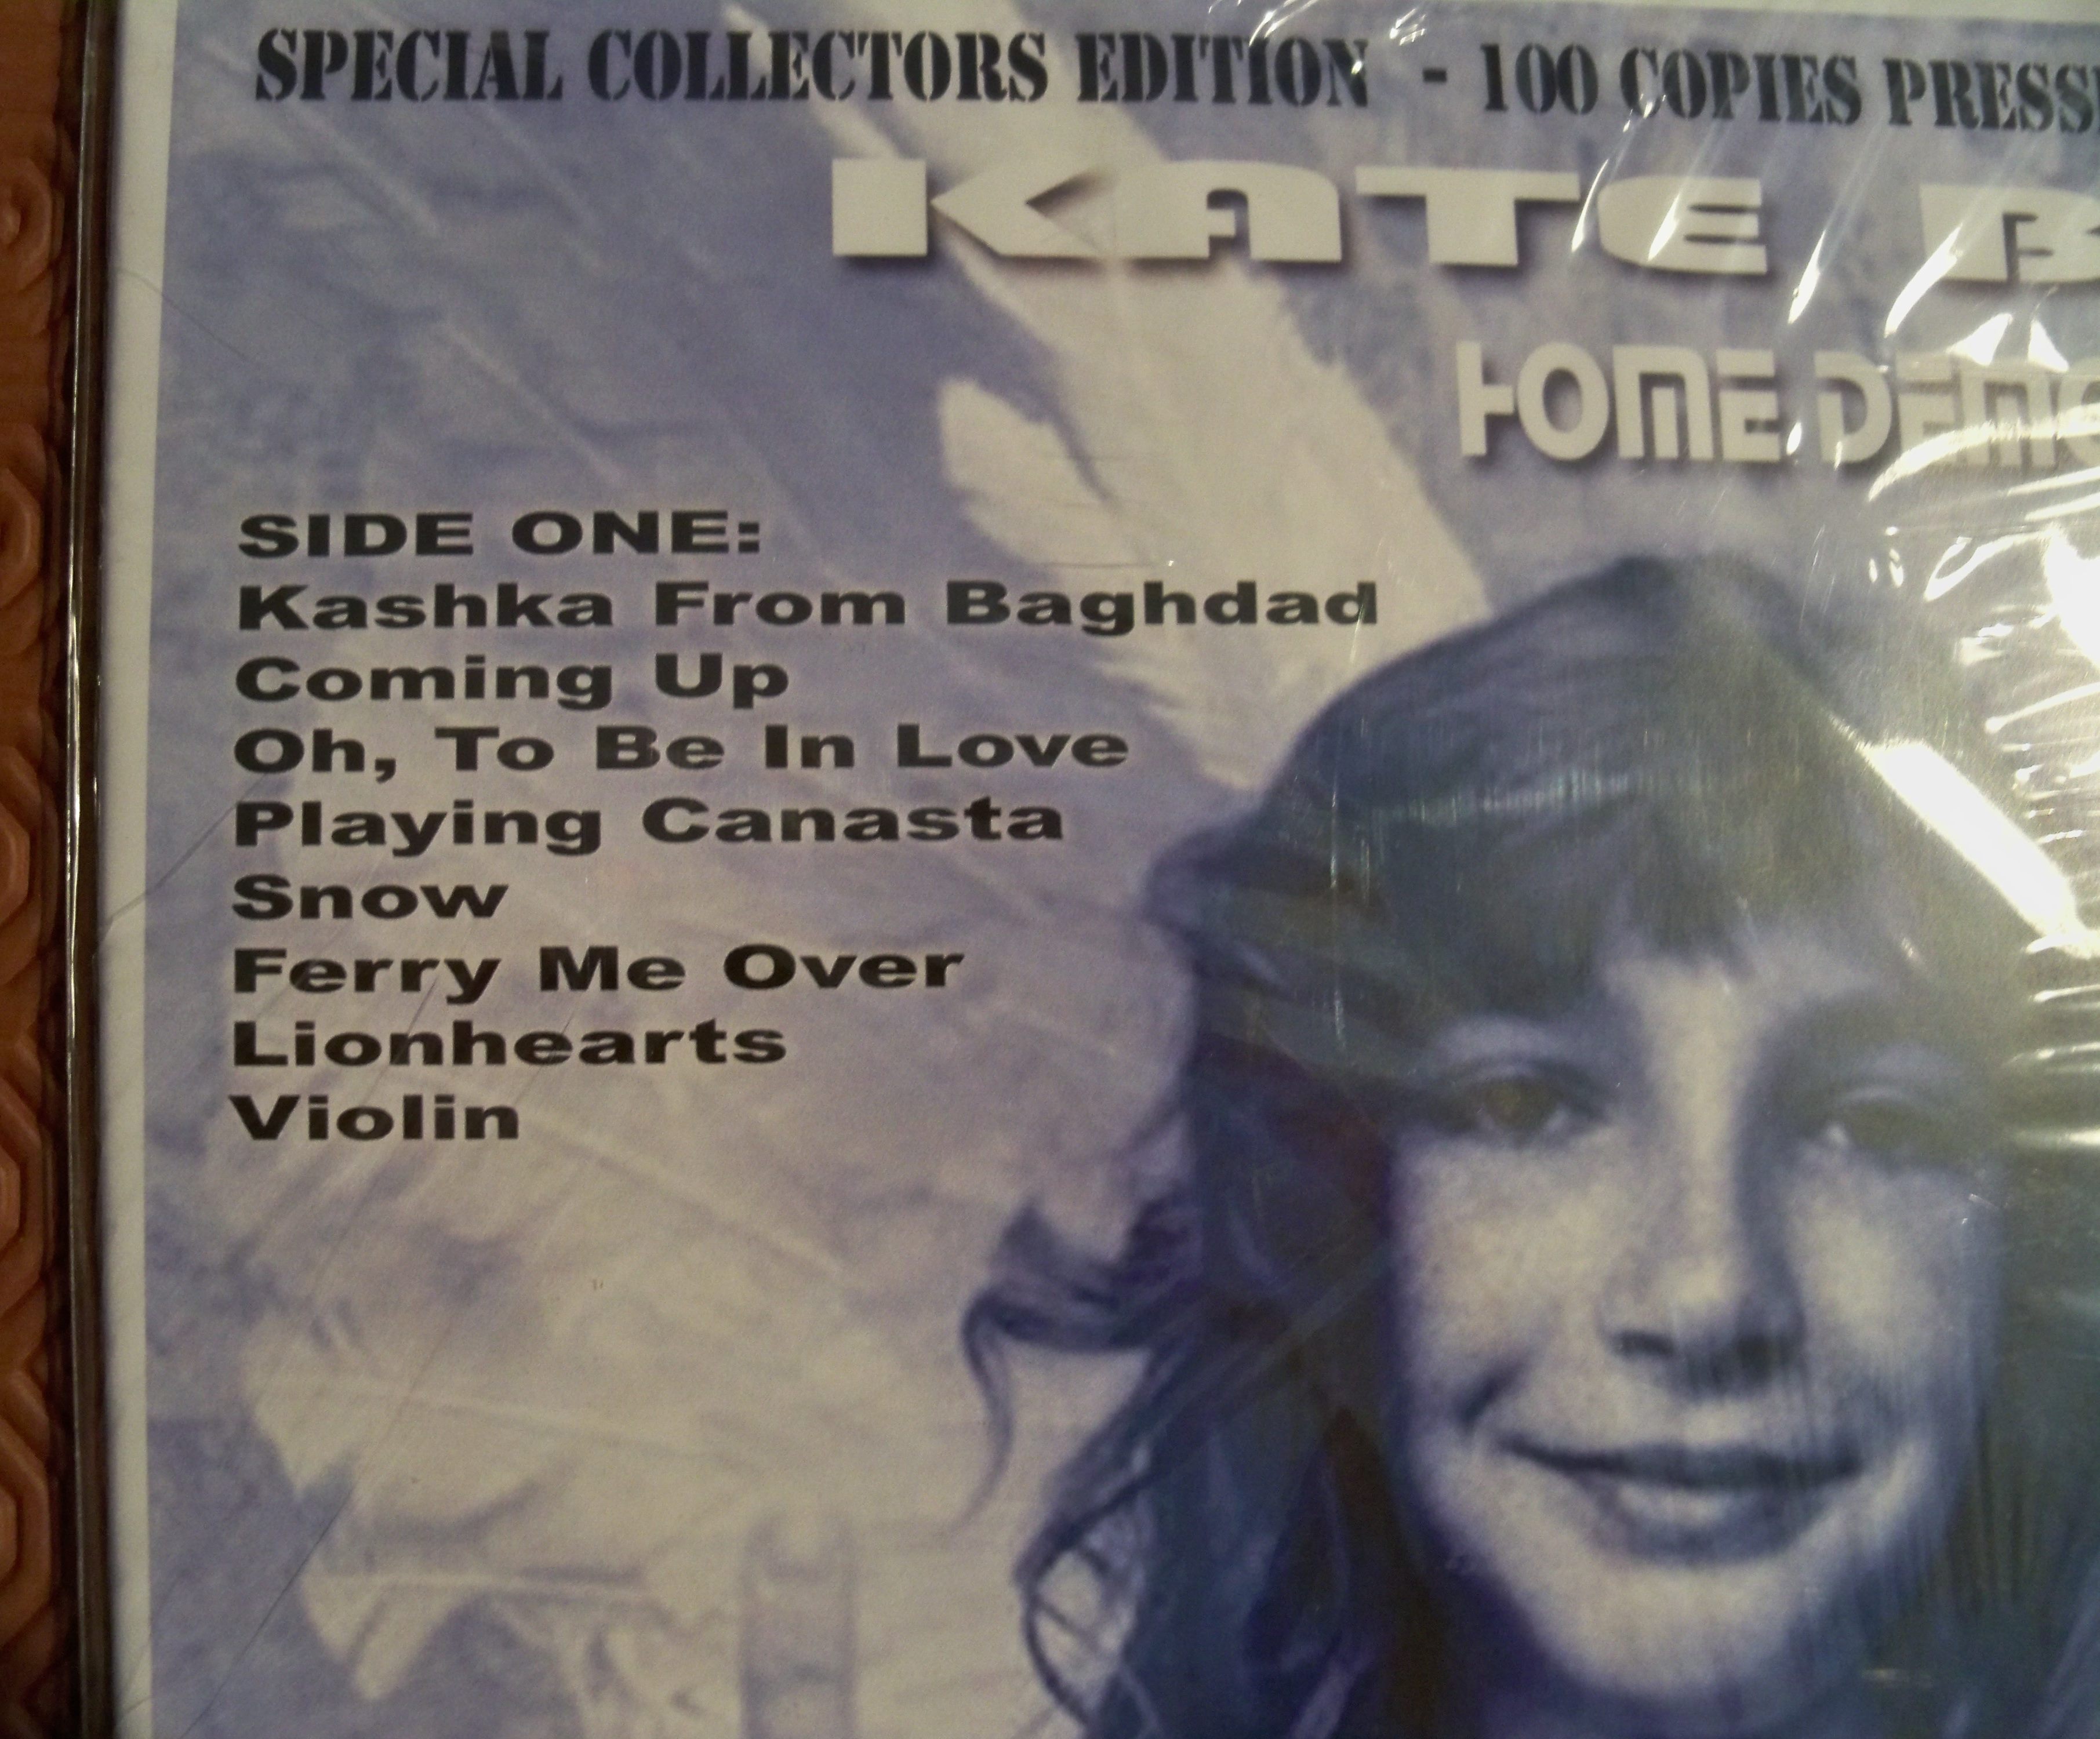 SPECIAL COLLECTORS EDITION - 100 COPIES
KATE
HOME
SIDE ONE:
Kashka From Baghdad
Coming Up
Oh, To Be In Love
Playing Canasta
Snow
Ferry Me Over
Lionhearts
Violin